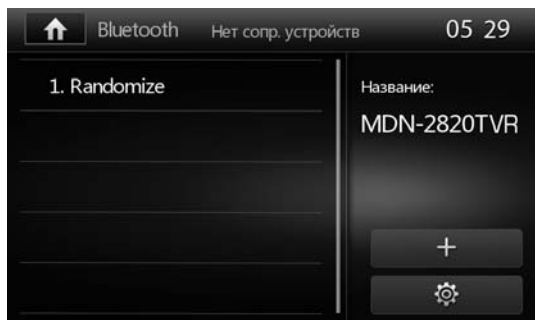 Bluetooth Нет сопр. устройств 05 29
1. Randomize
Название:
MDN-2820TVR